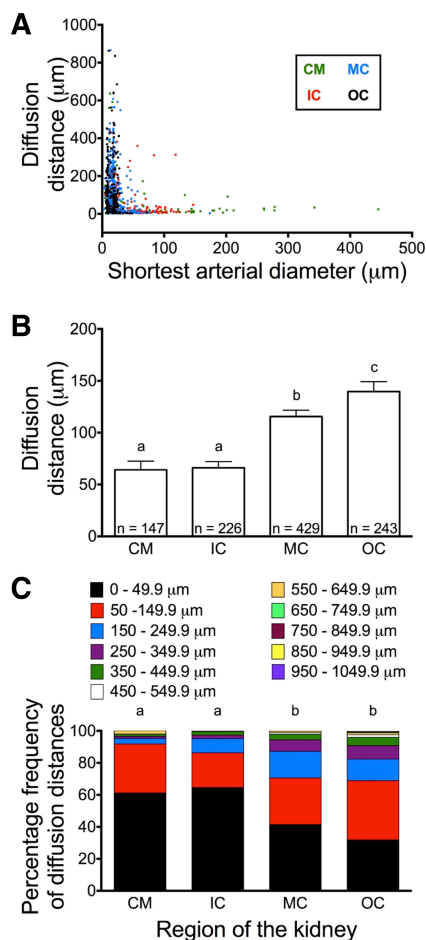 A
Diffusion
distance (μm)
1000
800
600
400
200
0
CM MC
IC OC
0 100 200 300 400 500
Shortest arterial diameter (μm)
B
Diffusion
distance (μm)
200
150
100
50
0
a a b c
n = 147 n = 226 n = 429 n = 243
CM IC MC OC
C
0 - 49.9 μm 550 - 649.9 μm
50 -149.9 μm 650 - 749.9 μm
150 - 249.9 μm 750 - 849.9 μm
250 - 349.9 μm 850 - 949.9 μm
350 - 449.9 μm 950 - 1049.9 μm
450 - 549.9 μm
a a b b
Percentage frequency
of diffusion distances
100
80
60
40
20
0
CM IC MC OC
Region of the kidney